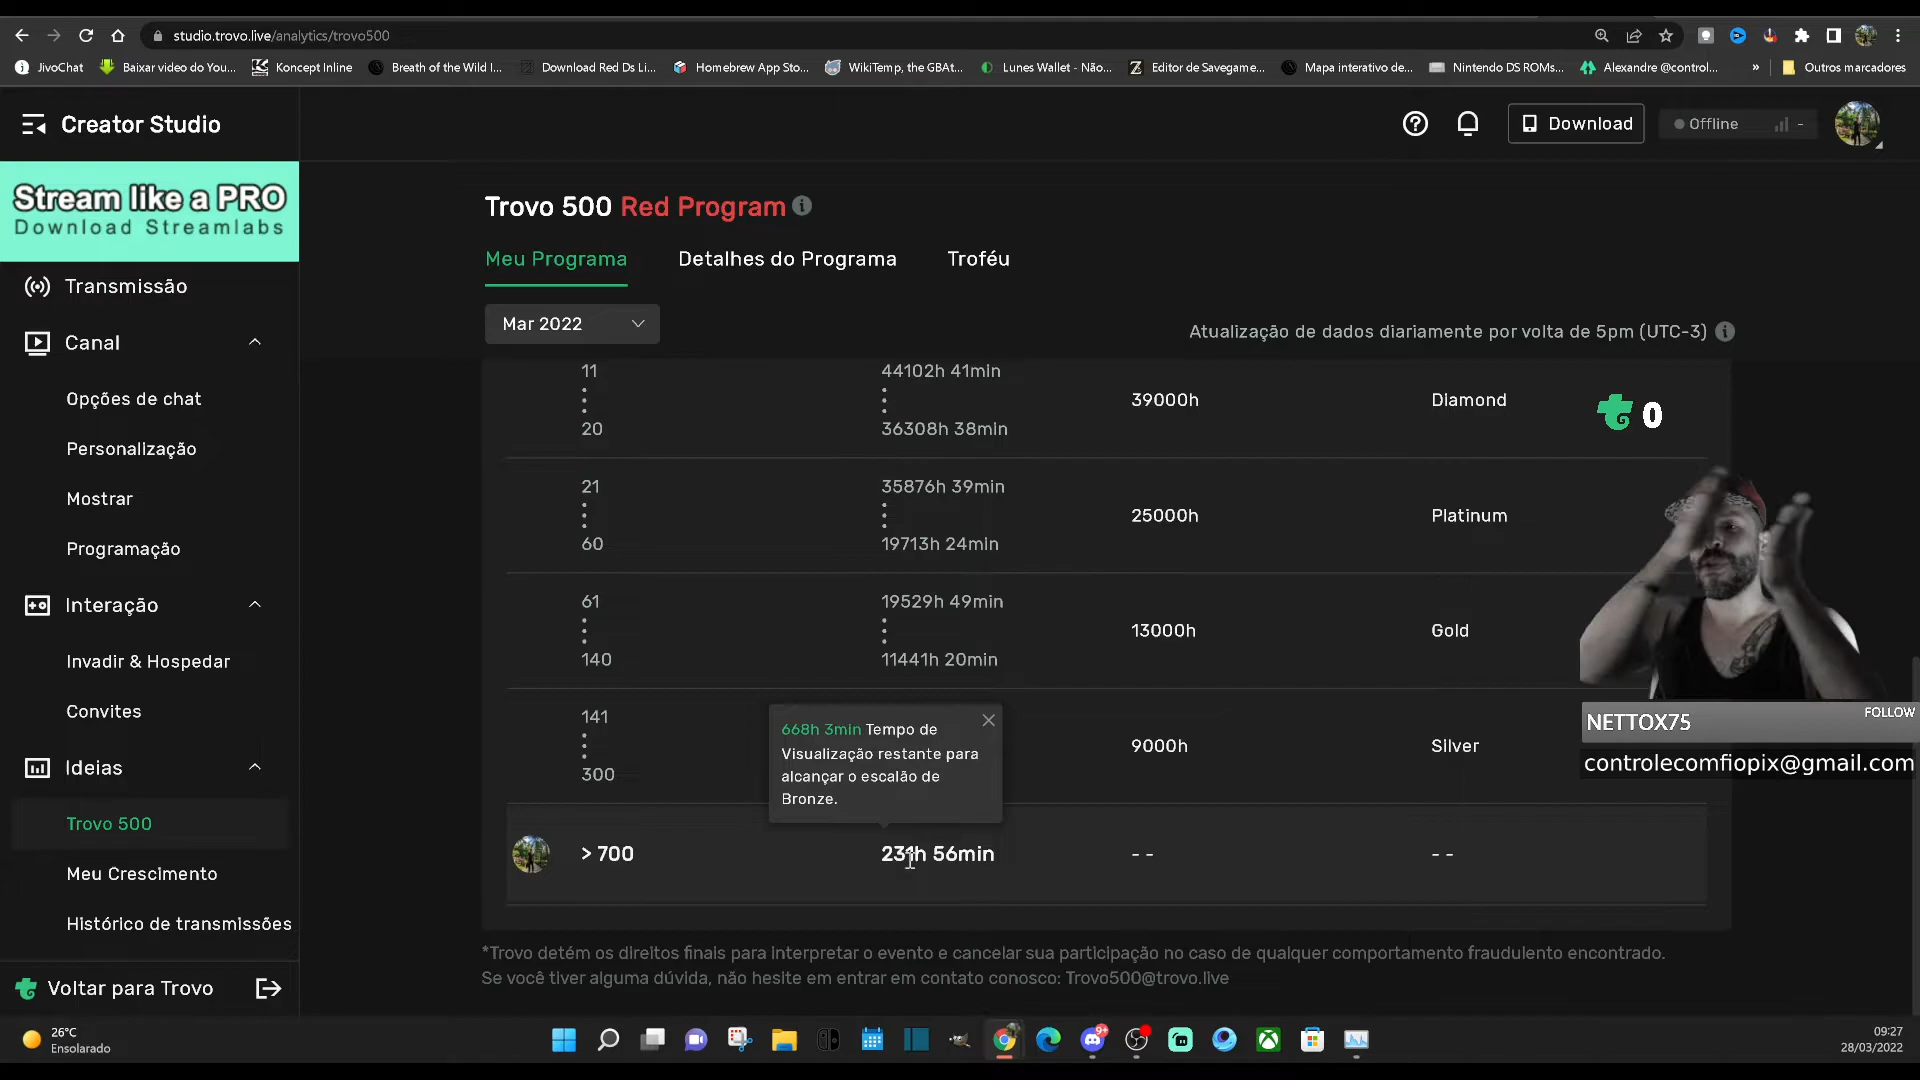 studio.trovo.live/analytics/trovo500
JivoChat
Baixar video do You...
Koncept Inline
Breath of the Wild I...
Download Red Ds Li...
Homebrew App Sto...
WikiTemp, the GBAt...
Lunes Wallet - Não...
Editor de Savegame...
Mapa interativo de...
Nintendo DS ROMs...
Alexandre @control...
»
Outros marcadores
Creator Studio
Download
Offline
-
Stream like a PRO
Download Streamlabs
Trovo 500 Red Program
Meu Programa
Detalhes do Programa
Troféu
Mar 2022
Atualização de dados diariamente por volta de 5pm (UTC-3)
Transmissão
Canal
Opções de chat
Personalização
Mostrar
Programação
Interação
Invadir & Hospedar
Convites
Ideias
Trovo 500
Meu Crescimento
Histórico de transmissões
Voltar para Trovo
11
44102h 41min
39000h
Diamond
0
20
36308h 38min
21
35876h 39min
25000h
Platinum
60
19713h 24min
61
19529h 49min
13000h
Gold
140
11441h 20min
141
9000h
Silver
300
668h 3min Tempo de
Visualização restante para
alcançar o escalão de
Bronze.
> 700
231h 56min
- -
- -
NETTOX75
FOLLOW
controlecomfiopix@gmail.com
*Trovo detém os direitos finais para interpretar o evento e cancelar sua participação no caso de qualquer comportamento fraudulento encontrado.
Se você tiver alguma dúvida, não hesite em entrar em contato conosco: Trovo500@trovo.live
26°C
Ensolarado
9+
09:27
28/03/2022